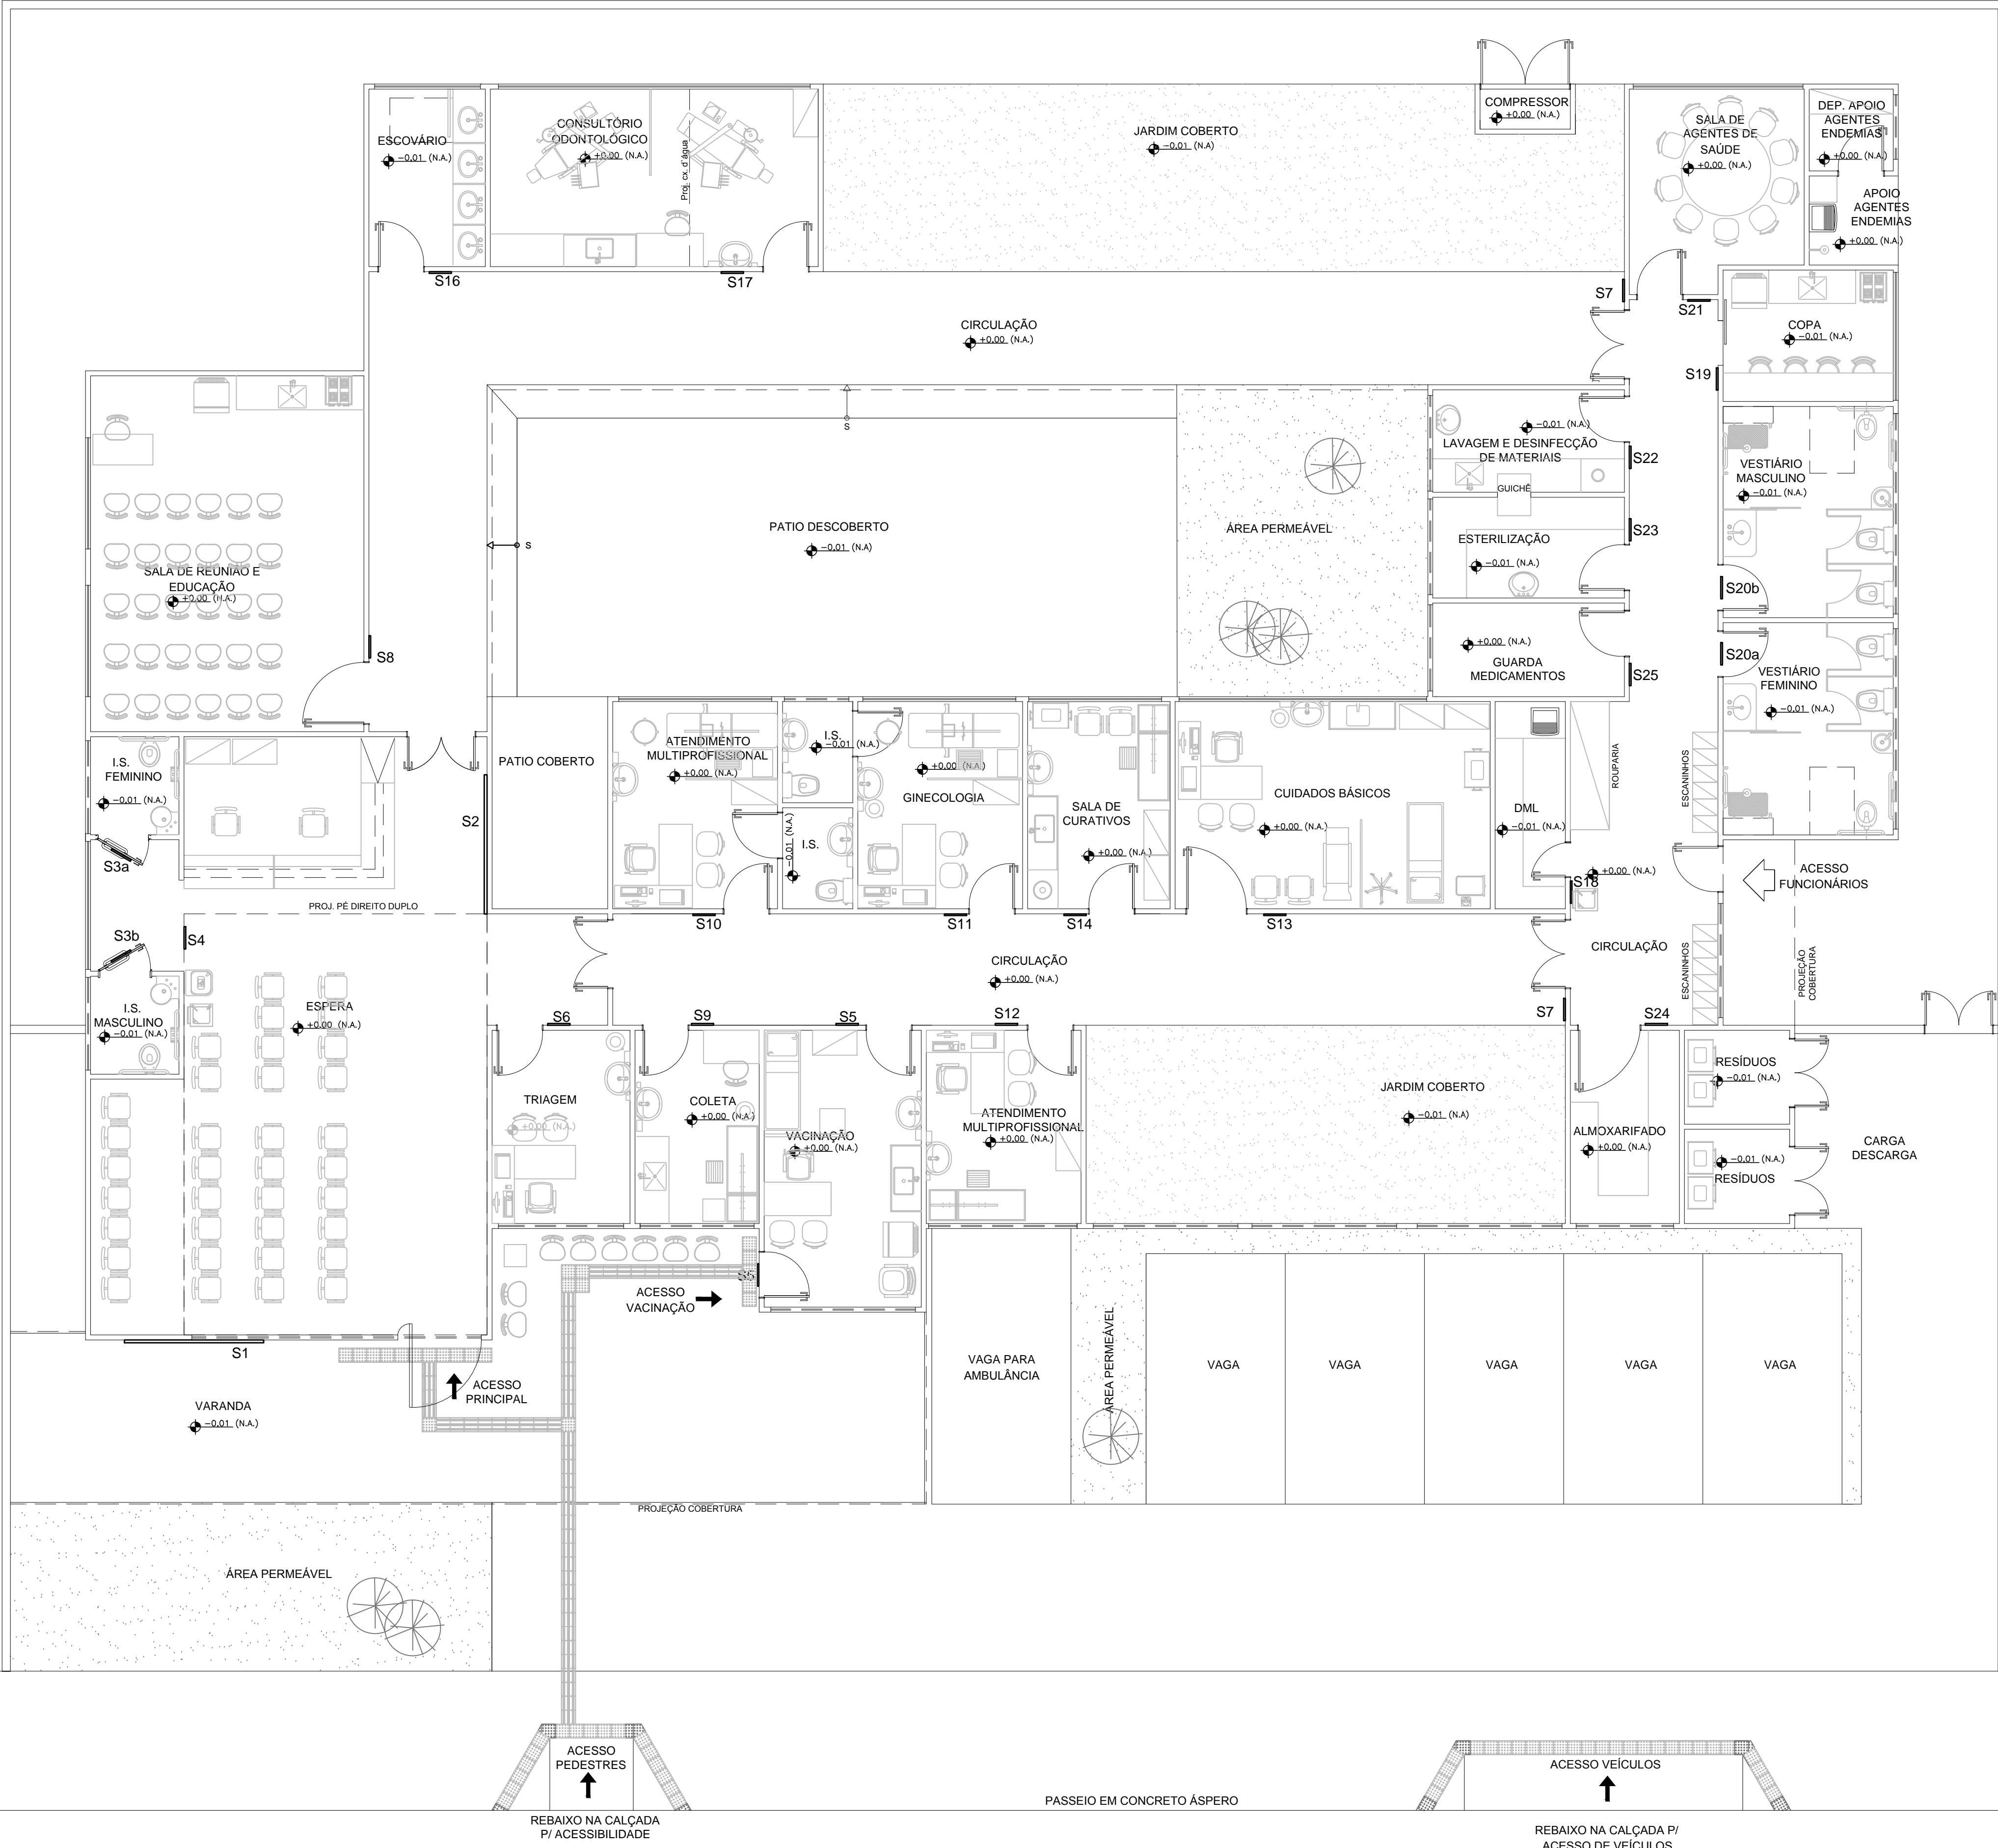 COMPRESSOR
+0.00 (N.A.)
ESCOVÁRIO
-0.01 (N.A.)
CONSULTÓRIO
ODONTOLÓGICO
+0.00 (N.A.)
Proj. cx. d'água
JARDIM COBERTO
-0.01 (N.A)
SALA DE
AGENTES DE
SAÚDE
+0.00 (N.A.)
DEP. APOIO
AGENTES
ENDEMIAS
+0.00 (N.A.)
APOIO
AGENTES
ENDEMIAS
+0.00 (N.A.)
S16
S17
S7
S21
CIRCULAÇÃO
+0.00 (N.A.)
COPA
-0.01 (N.A.)
S19
S
S
-0.01 (N.A.)
LAVAGEM E DESINFECÇÃO
DE MATERIAIS
GUICHÊ
S22
VESTIÁRIO
MASCULINO
-0.01 (N.A.)
PATIO DESCOBERTO
-0.01 (N.A)
ÁREA PERMEÁVEL
ESTERILIZAÇÃO
-0.01 (N.A.)
S23
SALA DE REUNIÃO E
EDUCAÇÃO
+0.00 (N.A.)
S20b
S8
+0.00 (N.A.)
GUARDA
MEDICAMENTOS
S25
S20a
VESTIÁRIO
FEMININO
-0.01 (N.A.)
I.S.
FEMININO
-0.01 (N.A.)
S3a
S2
PATIO COBERTO
ATENDIMENTO
MULTIPROFISSIONAL
+0.00 (N.A.)
I.S.
-0.01 (N.A.)
I.S.
-0.01 (N.A.)
+0.00 (N.A.)
GINECOLOGIA
SALA DE
CURATIVOS
+0.00 (N.A.)
CUIDADOS BÁSICOS
+0.00 (N.A.)
DML
-0.01 (N.A.)
ROUPARIA
ESCANINHOS
+0.00 (N.A.)
S18
ACESSO
FUNCIONÁRIOS
PROJ. PÉ DIREITO DUPLO
S3b
S4
S10
S11
S14
S13
CIRCULAÇÃO
+0.00 (N.A.)
CIRCULAÇÃO
ESCANINHOS
PROJEÇÃO
COBERTURA
I.S.
MASCULINO
-0.01 (N.A.)
ESPERA
+0.00 (N.A.)
S6
S9
S5
S12
S7
S24
TRIAGEM
+0.00 (N.A.)
COLETA
+0.00 (N.A.)
VACINAÇÃO
+0.00 (N.A.)
ATENDIMENTO
MULTIPROFISSIONAL
+0.00 (N.A.)
JARDIM COBERTO
-0.01 (N.A)
ALMOXARIFADO
+0.00 (N.A.)
RESÍDUOS
-0.01 (N.A.)
-0.01 (N.A.)
RESÍDUOS
CARGA
DESCARGA
S5
ACESSO
VACINAÇÃO
S1
ACESSO
PRINCIPAL
VARANDA
-0.01 (N.A.)
VAGA PARA
AMBULÂNCIA
ÁREA PERMEÁVEL
VAGA
VAGA
VAGA
VAGA
VAGA
PROJEÇÃO COBERTURA
ÁREA PERMEÁVEL
ACESSO
PEDESTRES
ACESSO VEÍCULOS
PASSEIO EM CONCRETO ÁSPERO
REBAIXO NA CALÇADA
P/ ACESSIBILIDADE
REBAIXO NA CALÇADA P/
ACESSO DE VEÍCULOS